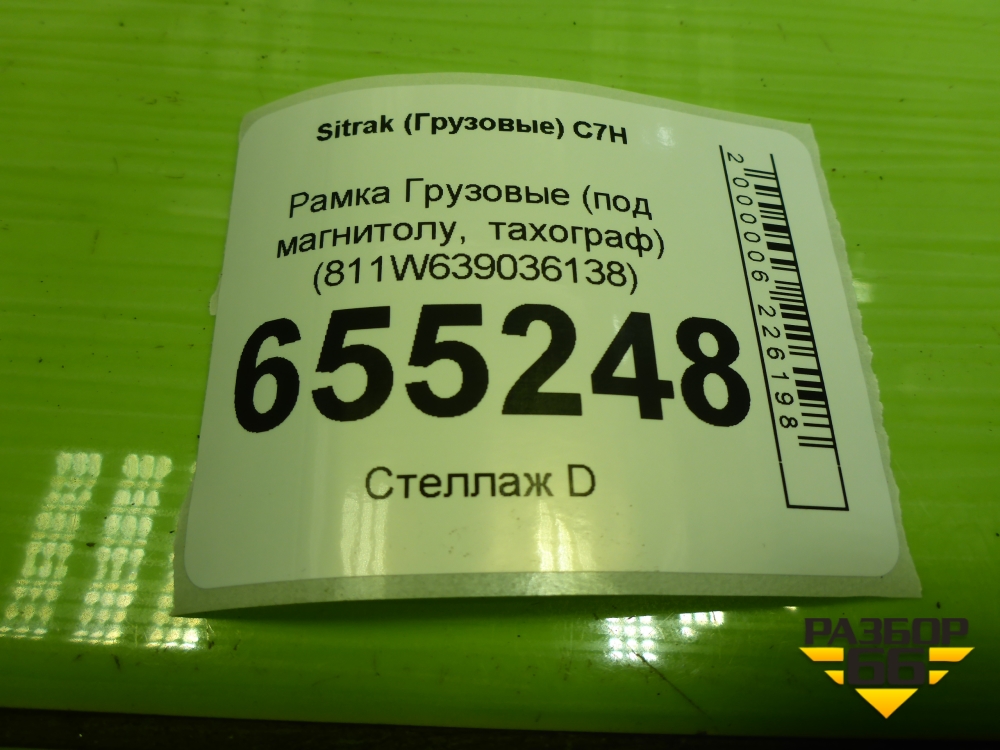 Sitrak (Грузовые) C7H
Рамка Грузовые (под
магнитолу, тахограф)
(811W639036138)
655248
Стеллаж D
2000006226198
РАЗБОР
66